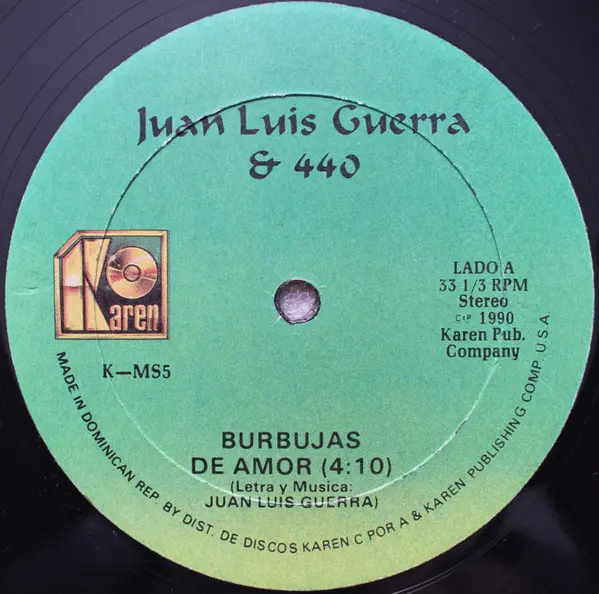 Juan Luis Guerra
& 440
Karen
K—MS5
LADO A
33 1/3 RPM
Stereo
©℗ 1990
Karen Pub.
Company
BURBUJAS
DE AMOR (4:10)
(Letra y Musica:
JUAN LUIS GUERRA)
MADE IN DOMINICAN REP. BY DIST. DE DISCOS KAREN C POR A & KAREN PUBLISHING COMP. U.S.A